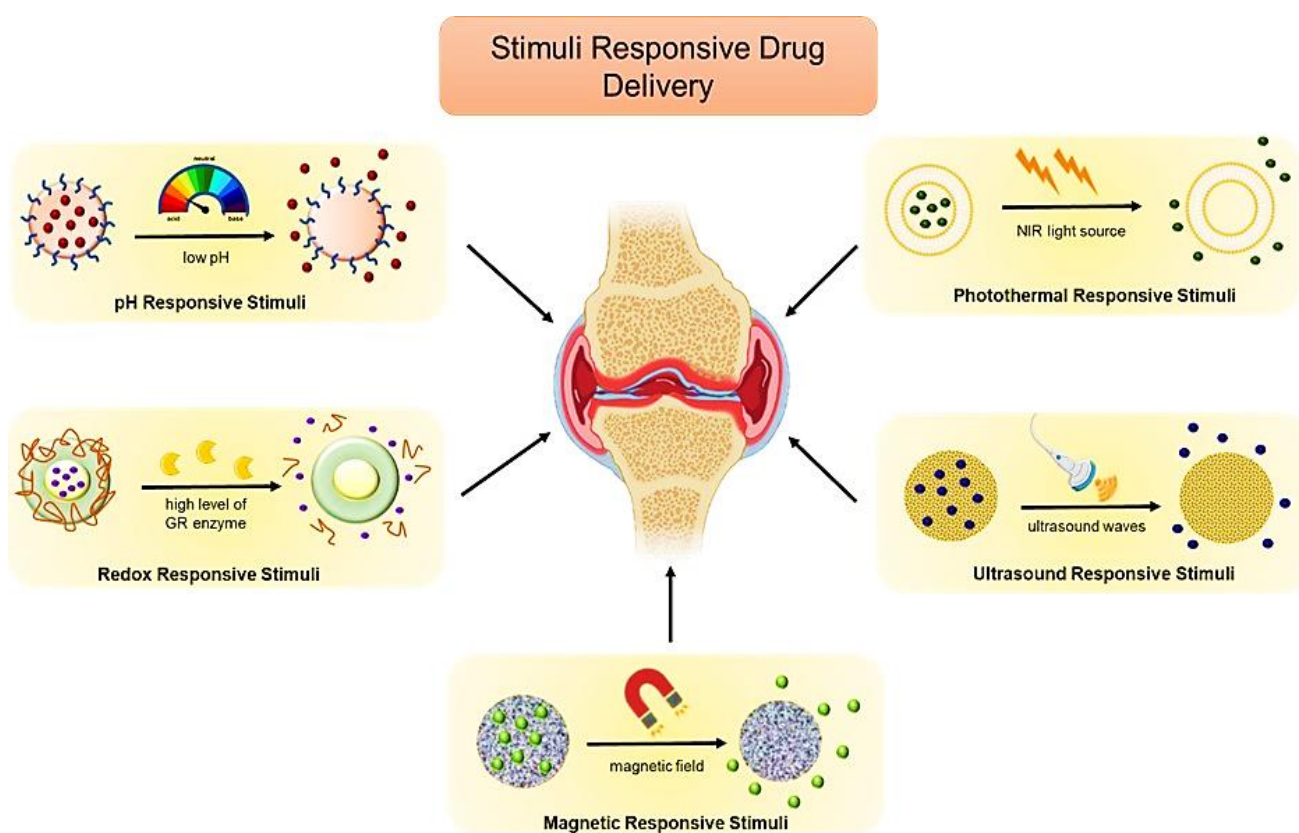 Stimuli Responsive Drug
Delivery
neutral
acid
base
low pH
pH Responsive Stimuli
NIR light source
Photothermal Responsive Stimuli
high level of
GR enzyme
Redox Responsive Stimuli
ultrasound waves
Ultrasound Responsive Stimuli
magnetic field
Magnetic Responsive Stimuli